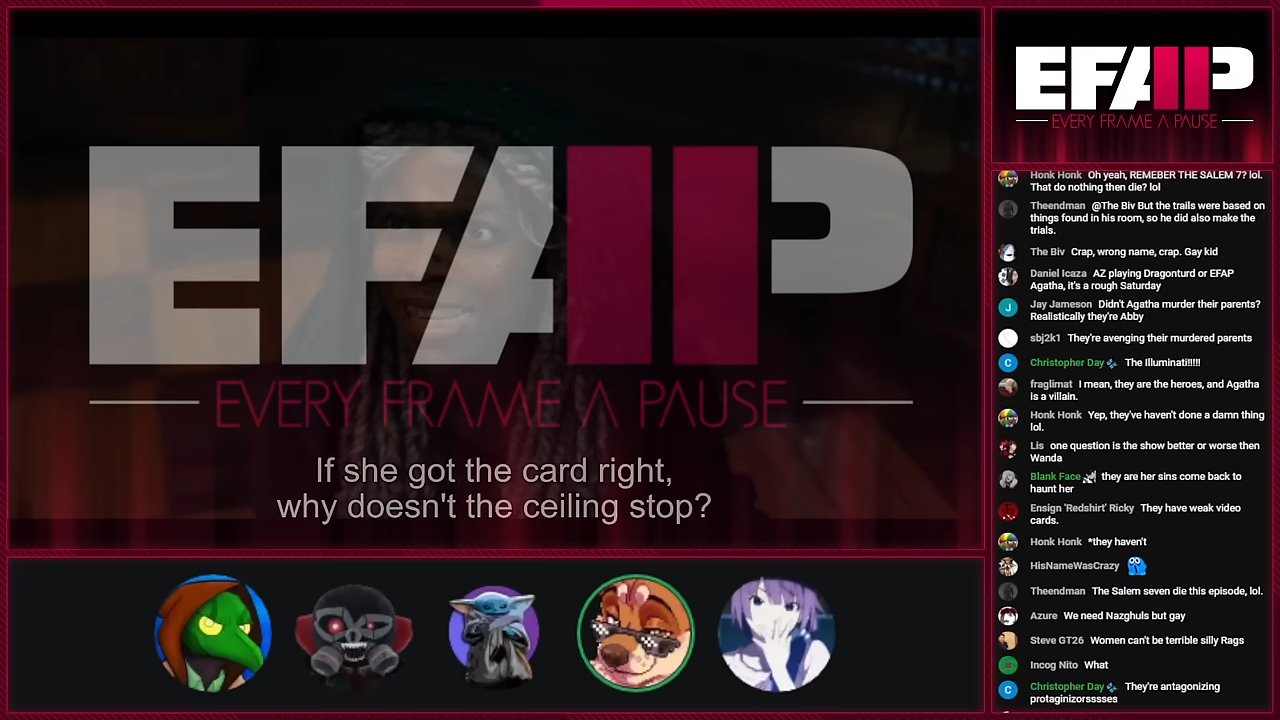 EFAP
EVERY FRAME A PAUSE
If she got the card right,
why doesn't the ceiling stop?
EFAP
EVERY FRAME A PAUSE
Honk Honk Oh yeah, REMEBER THE SALEM 7? lol.
That do nothing then die? lol
Theendman @The Biv But the trails were based on
things found in his room, so he did also make the
trials.
The Biv Crap, wrong name, crap. Gay kid
Daniel Icaza AZ playing Dragonturd or EFAP
Agatha, it's a rough Saturday
J
Jay Jameson Didn't Agatha murder their parents?
Realistically they're Abby
sbj2k1 They're avenging their murdered parents
C
Christopher Day The Illuminati!!!!!
fraglimat I mean, they are the heroes, and Agatha
is a villain.
Honk Honk Yep, they've haven't done a damn thing
lol.
Lis one question is the show better or worse then
Wanda
Blank Face they are her sins come back to
haunt her
Ensign 'Redshirt' Ricky They have weak video
cards.
Honk Honk *they haven't
HisNameWasCrazy
Theendman The Salem seven die this episode, lol.
Azure We need Nazghuls but gay
Steve GT26 Women can't be terrible silly Rags
Incog Nito What
C
Christopher Day They're antagonizing
protaginizorsssses